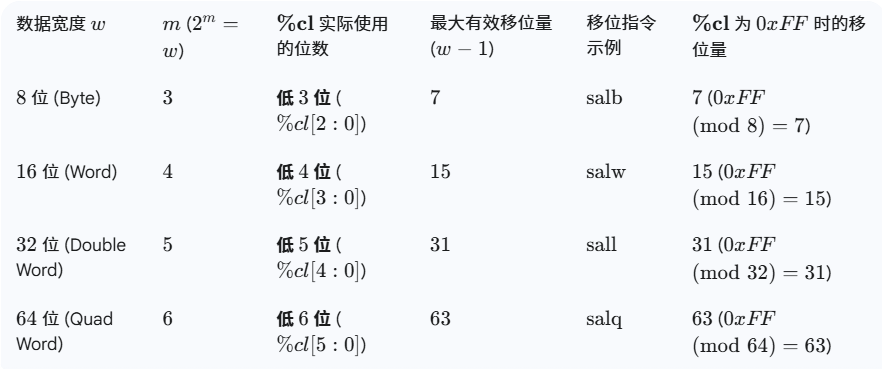 数据宽度 w m (2^m = %cl 实际使用 最大有效移位量 移位指令 %cl 为 0xFF 时的移
w) 的位数 (w − 1) 示例 位量
8 位 (Byte) 3 低 3 位 ( 7 salb 7 (0xFF
%cl[2 : 0]) (mod 8) = 7)
16 位 (Word) 4 低 4 位 ( 15 salw 15 (0xFF
%cl[3 : 0]) (mod 16) = 15)
32 位 (Double 5 低 5 位 ( 31 sall 31 (0xFF
Word) %cl[4 : 0]) (mod 32) = 31)
64 位 (Quad 6 低 6 位 ( 63 salq 63 (0xFF
Word) %cl[5 : 0]) (mod 64) = 63)